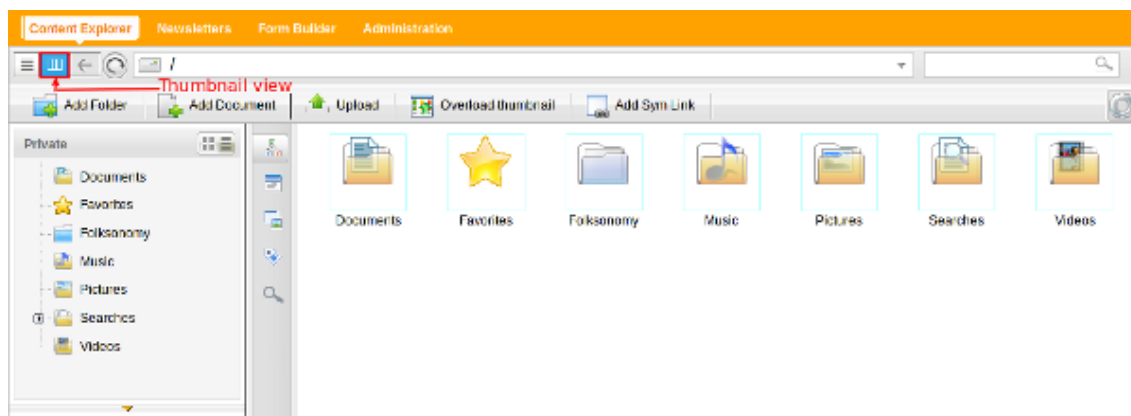 Content Explorer Newsletters Form Builder Administration
/
Thumbnail view
Add Folder Add Document Upload Overload thumbnail Add Sym Link
Private
Documents
Favorites
Folksonomy
Music
Pictures
Searches
Videos
Documents Favorites Folksonomy Music Pictures Searches Videos